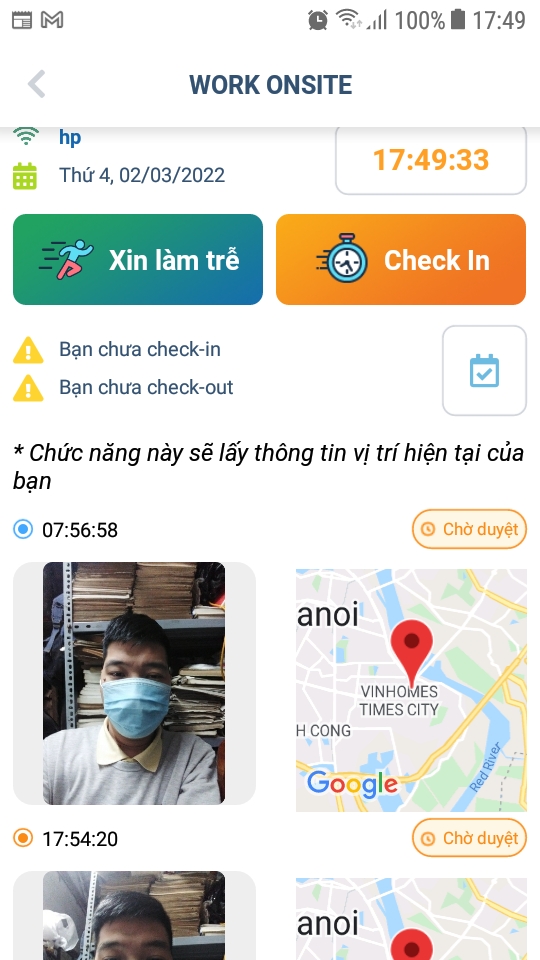 100% 17:49
WORK ONSITE
hp
17:49:33
Thứ 4, 02/03/2022
Xin làm trễ
Check In
Bạn chưa check-in
Bạn chưa check-out
* Chức năng này sẽ lấy thông tin vị trí hiện tại của
bạn
07:56:58
Chờ duyệt
anoi
VINHOMES
TIMES CITY
H CONG
Red River
Google
17:54:20
Chờ duyệt
anoi